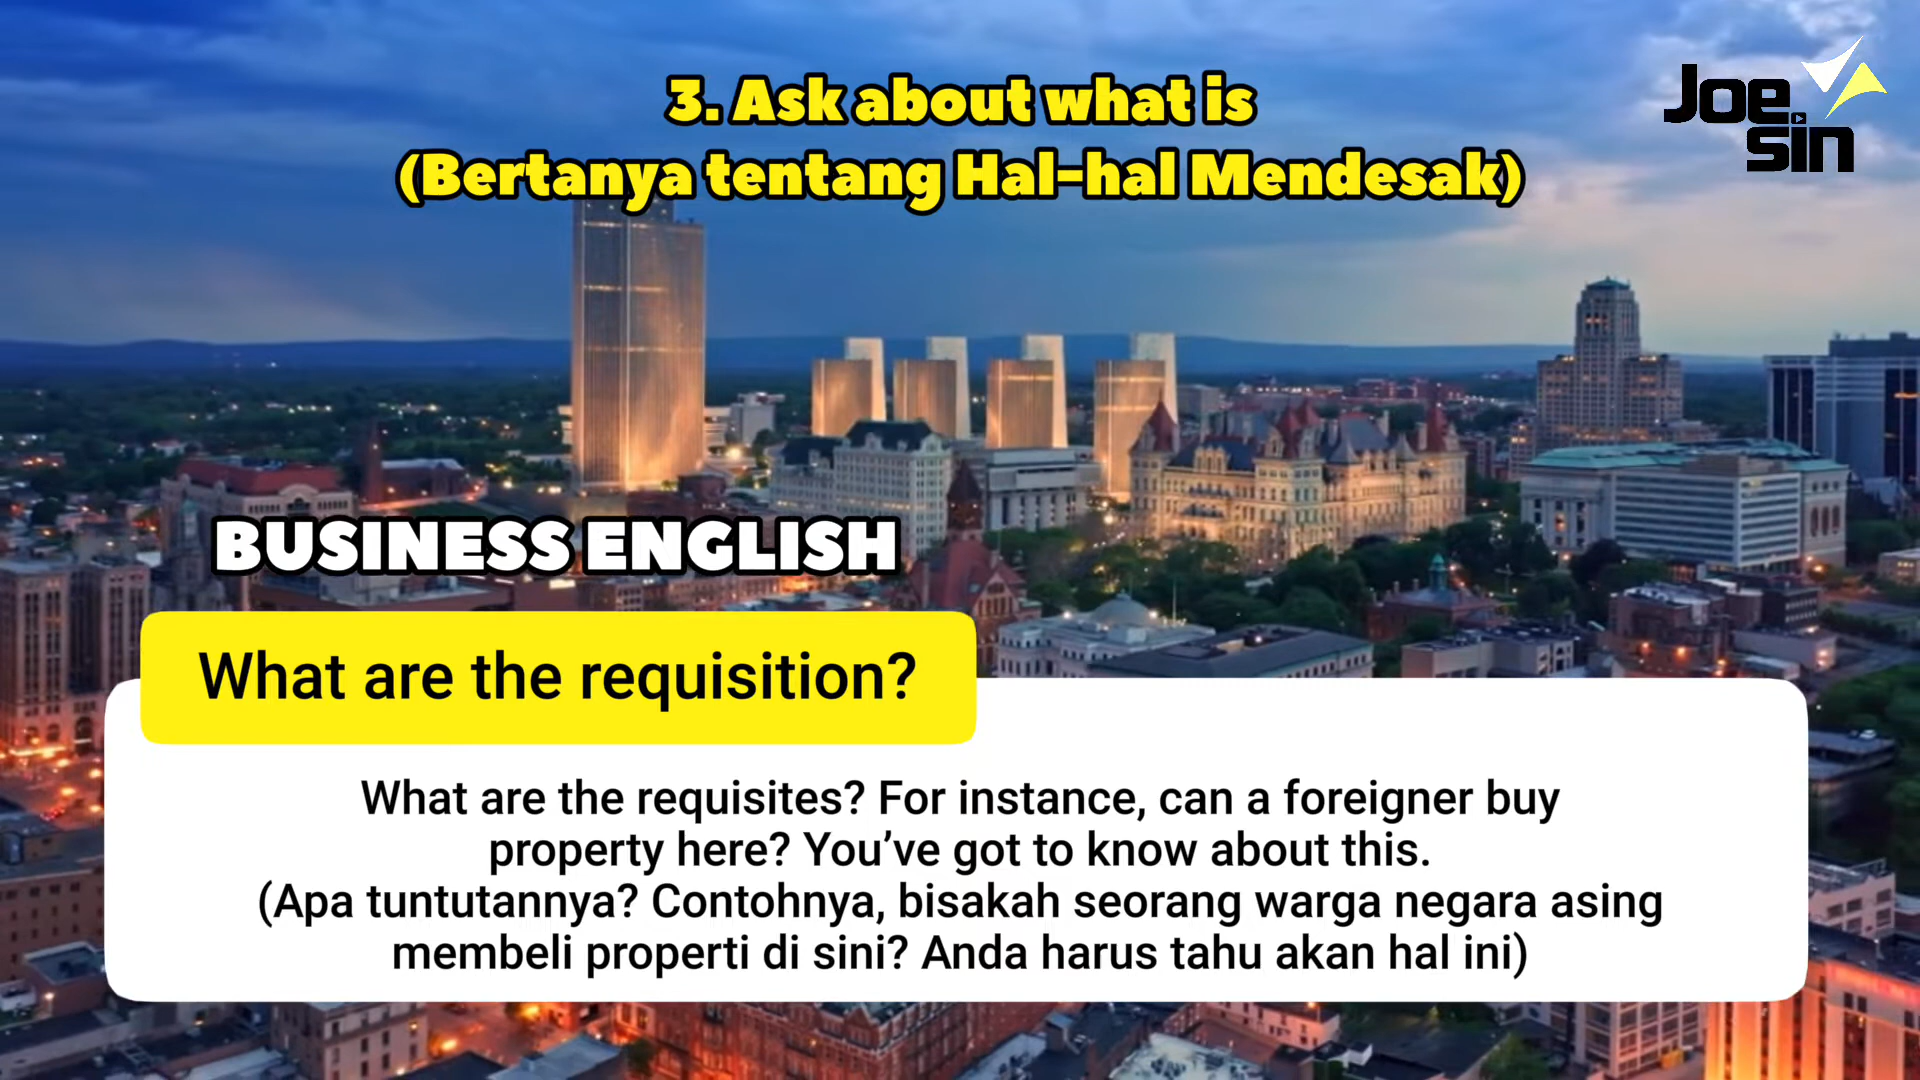 3. Ask about what is
(Bertanya tentang Hal-hal Mendesak)
Joe
sin
BUSINESS ENGLISH
What are the requisition?
What are the requisites? For instance, can a foreigner buy
property here? You’ve got to know about this.
(Apa tuntutannya? Contohnya, bisakah seorang warga negara asing
membeli properti di sini? Anda harus tahu akan hal ini)